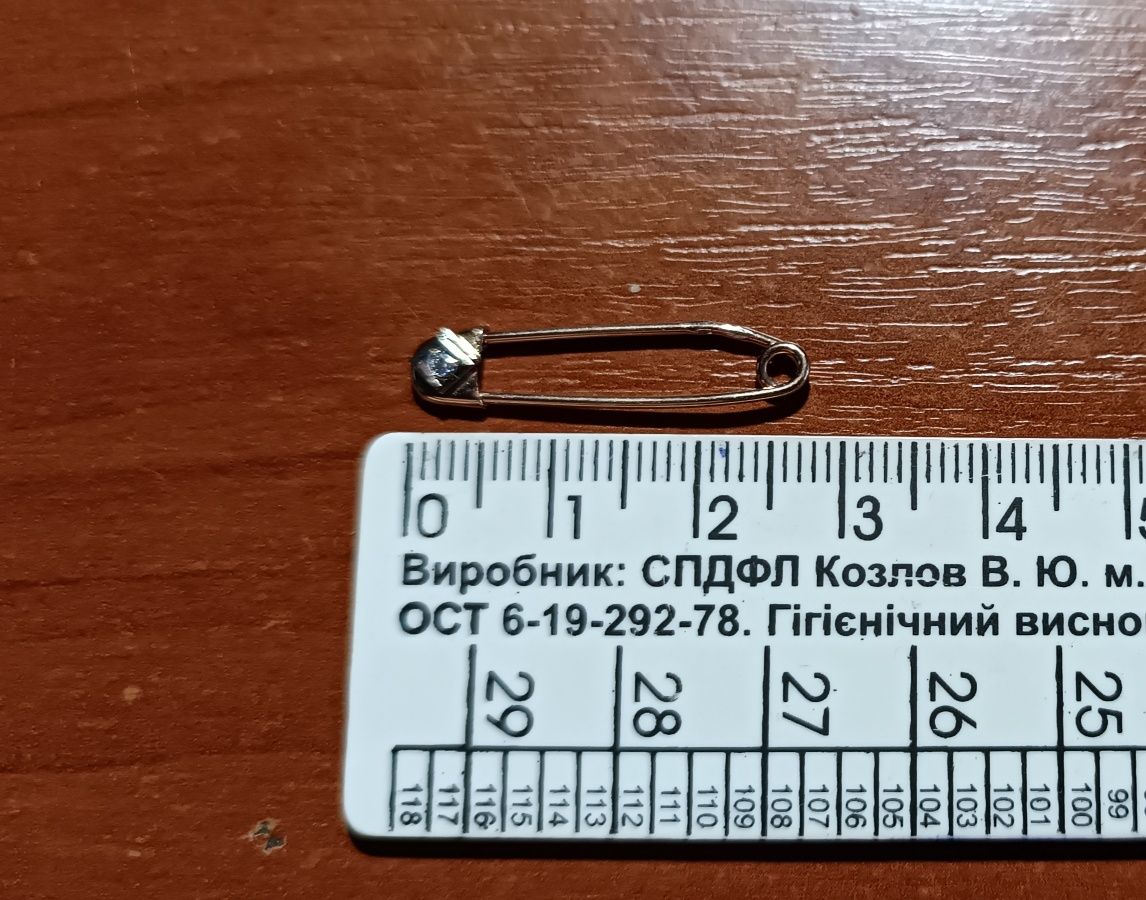 0 1 2 3 4
Виробник: СПДФЛ Козлов В. Ю. м.
ОСТ 6-19-292-78. Гігієнічний висно
29 28 27 26 25
118 117 116 115 114 113 112 111 110 109 108 107 106 105 104 103 102 101 100 99